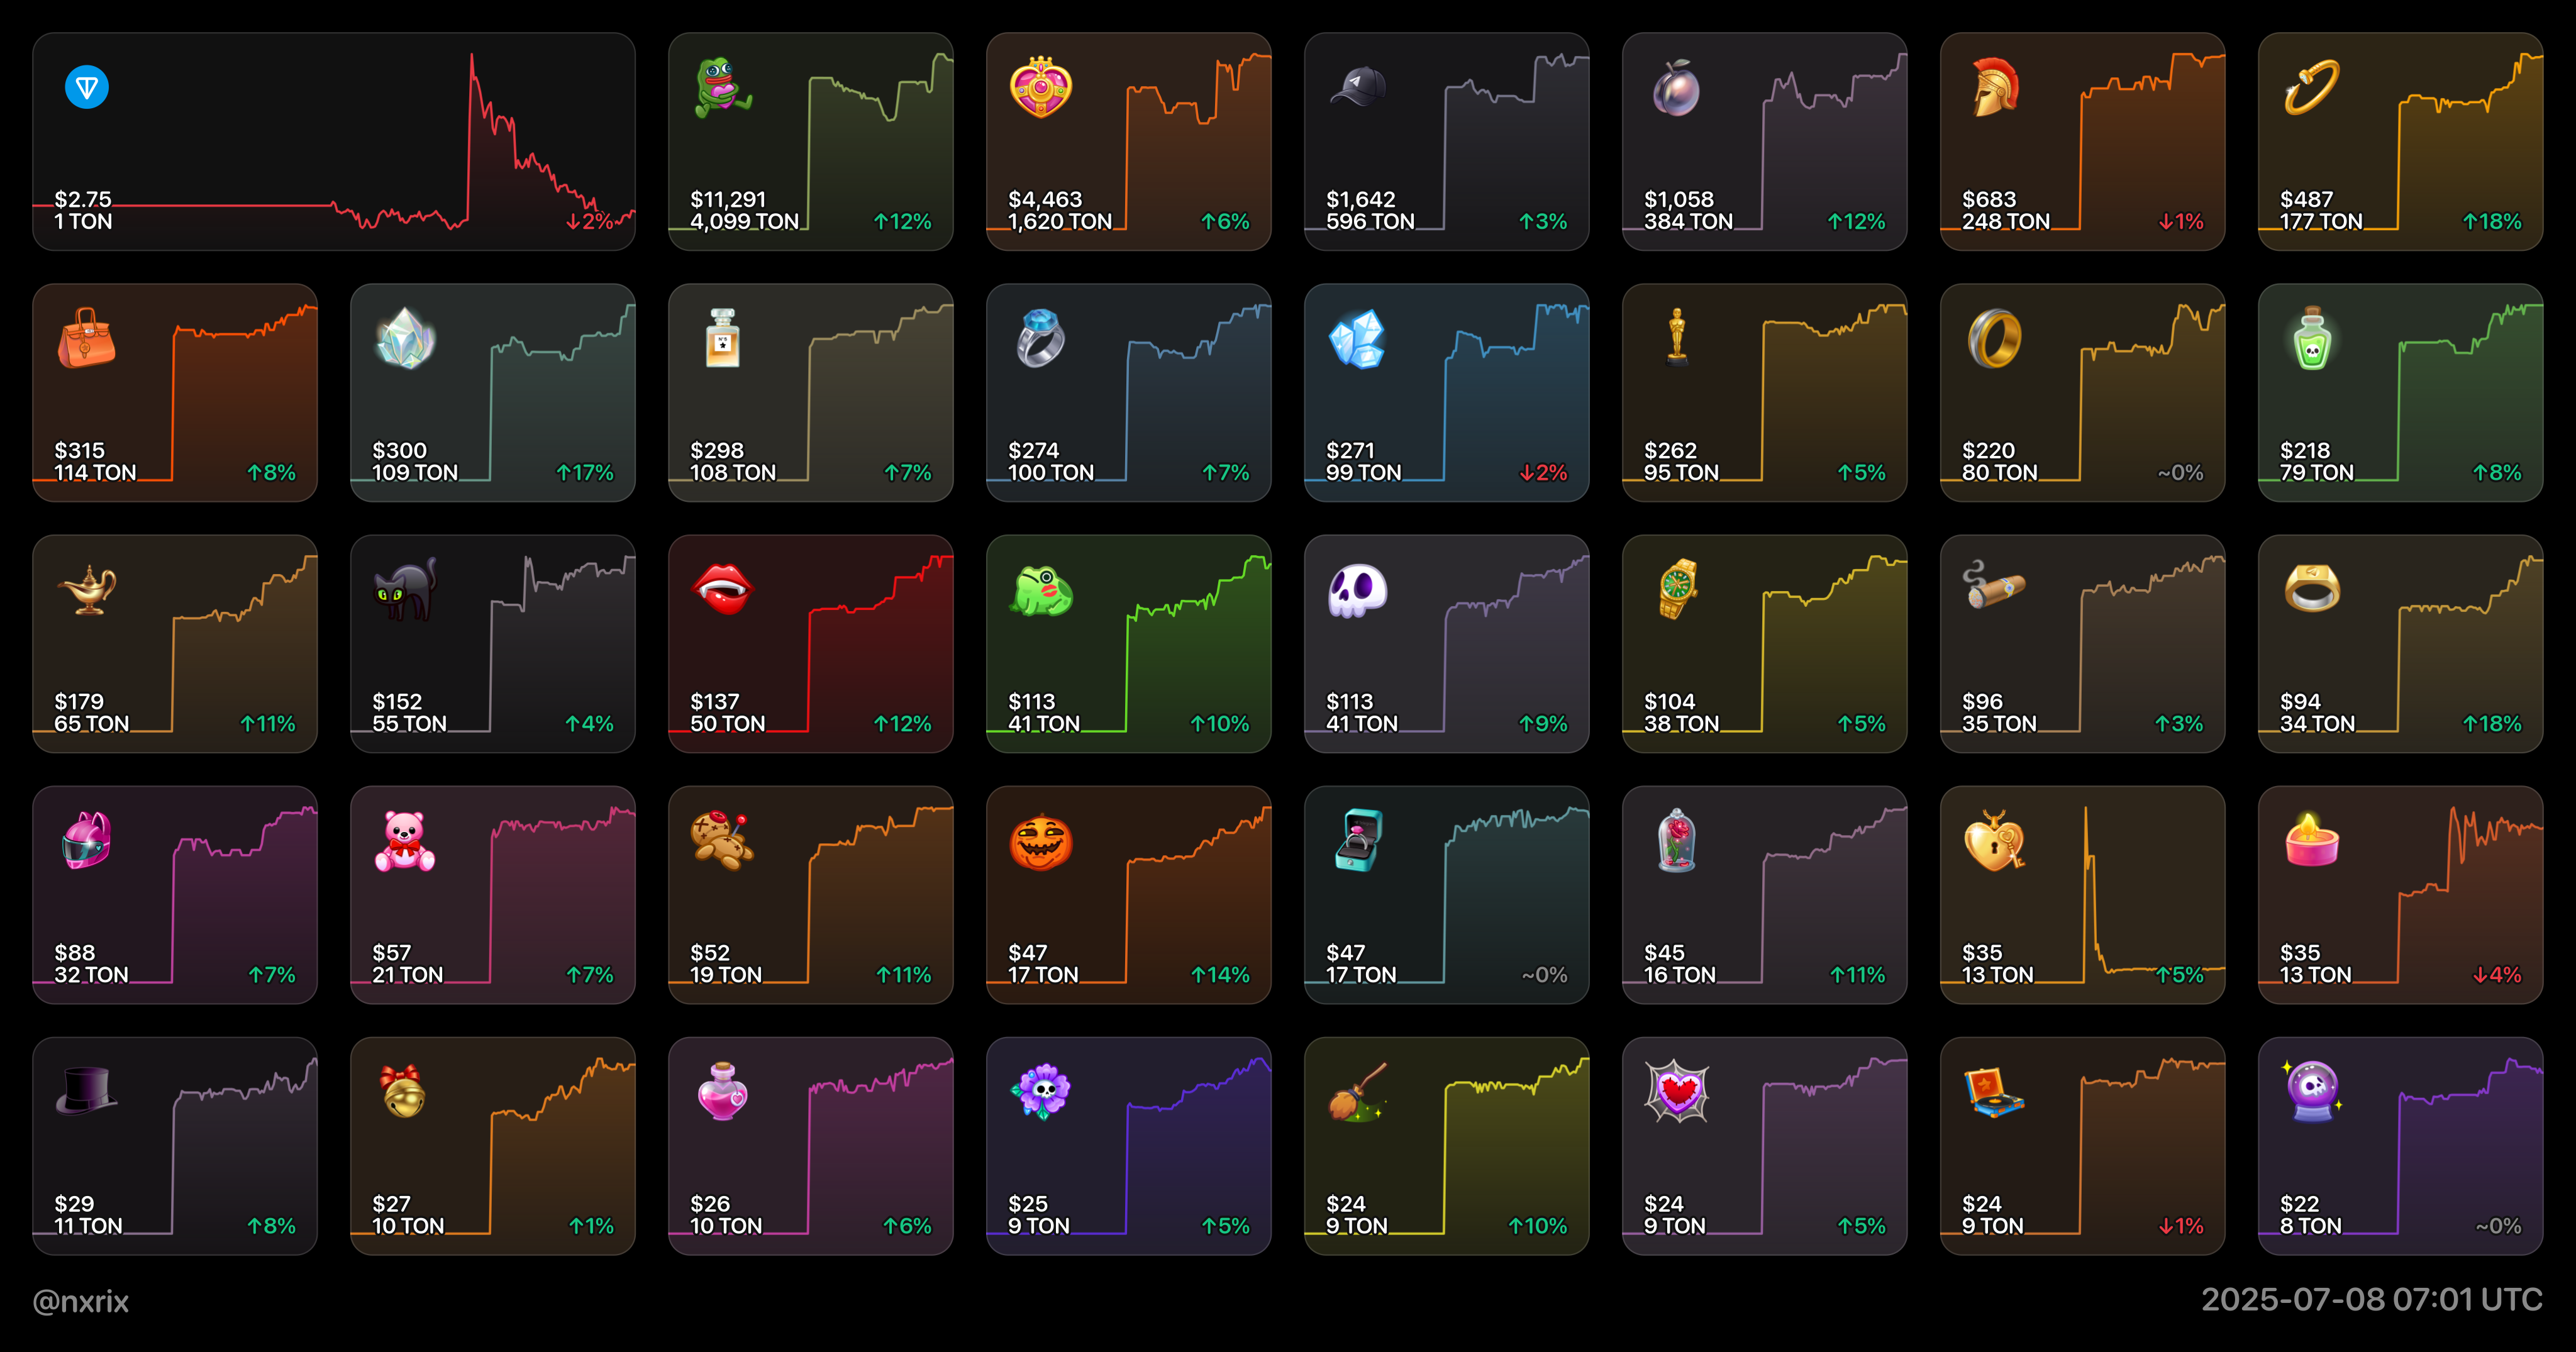 $2.75
1 TON
↓2%
$11,291
4,099 TON
↑12%
$4,463
1,620 TON
↑6%
$1,642
596 TON
↑3%
$1,058
384 TON
↑12%
$683
248 TON
↓1%
$487
177 TON
↑18%
$315
114 TON
↑8%
$300
109 TON
↑17%
N°5
$298
108 TON
↑7%
$274
100 TON
↑7%
$271
99 TON
↓2%
$262
95 TON
↑5%
$220
80 TON
~0%
$218
79 TON
↑8%
$179
65 TON
↑11%
$152
55 TON
↑4%
$137
50 TON
↑12%
$113
41 TON
↑10%
$113
41 TON
↑9%
$104
38 TON
↑5%
$96
35 TON
↑3%
$94
34 TON
↑18%
$88
32 TON
↑7%
$57
21 TON
↑7%
$52
19 TON
↑11%
$47
17 TON
↑14%
$47
17 TON
~0%
$45
16 TON
↑11%
$35
13 TON
↑5%
$35
13 TON
↓4%
$29
11 TON
↑8%
$27
10 TON
↑1%
$26
10 TON
↑6%
$25
9 TON
↑5%
$24
9 TON
↑10%
$24
9 TON
↑5%
$24
9 TON
↓1%
$22
8 TON
~0%
@nxrix
2025-07-08 07:01 UTC